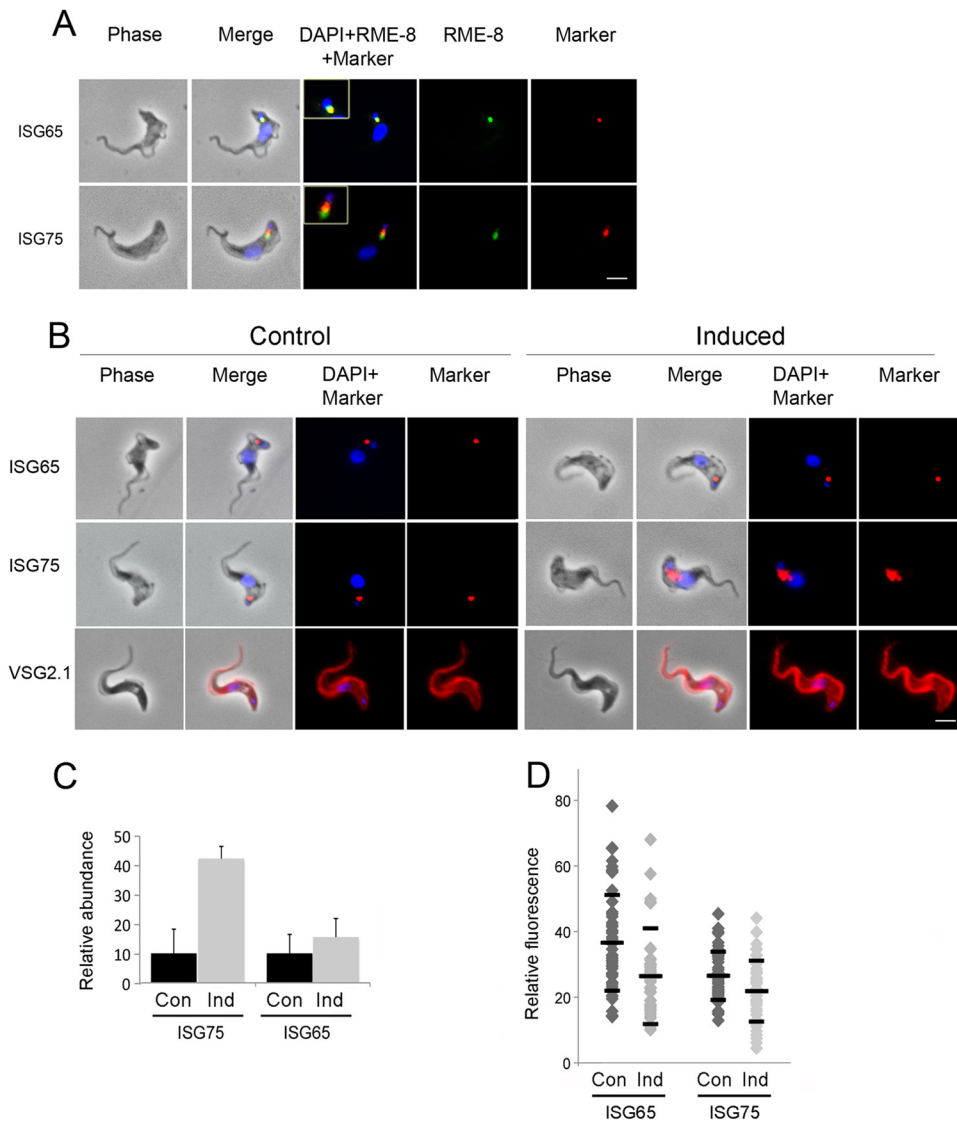 A
Phase Merge DAPI+RME-8 RME-8 Marker
+Marker
ISG65
ISG75
B
Control Induced
Phase Merge DAPI+ Marker Phase Merge DAPI+ Marker
Marker Marker
ISG65
ISG75
VSG2.1
C
Relative abundance
50
40
30
20
10
0
Con Ind Con Ind
ISG75 ISG65
D
Relative fluorescence
80
60
40
20
0
Con Ind Con Ind
ISG65 ISG75